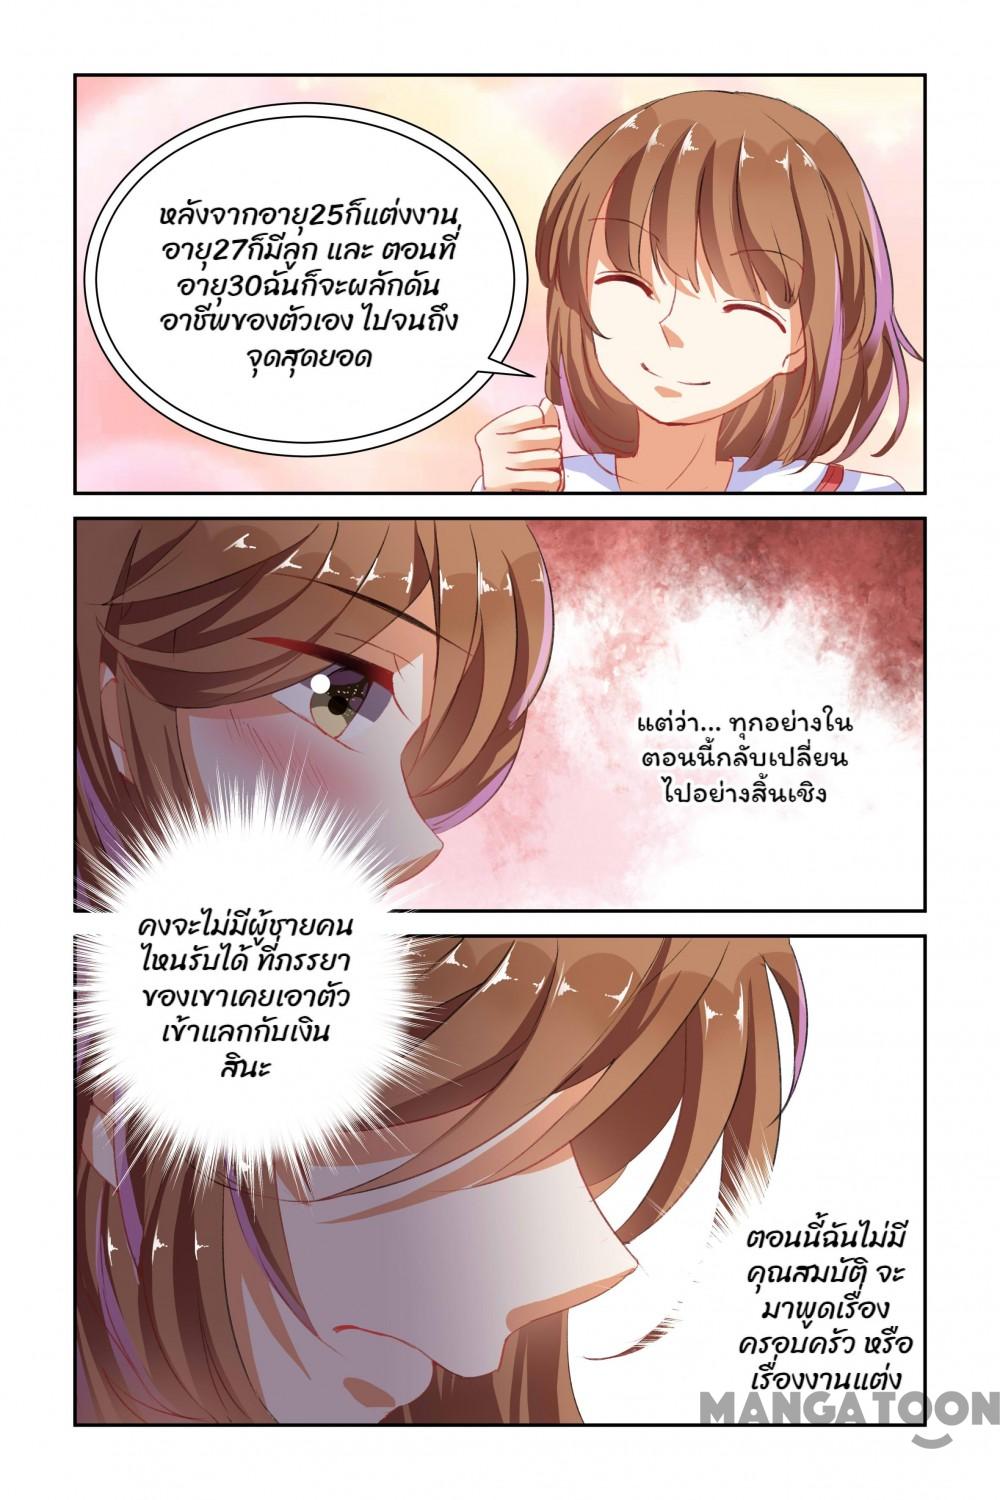 หลังจากอายุ25ก็แต่งงาน
อายุ27ก็มีลูก และ ตอนที่
อายุ30ฉันก็จะผลักดัน
อาชีพของตัวเอง ไปจนถึง
จุดสุดยอด
แต่ว่า... ทุกอย่างใน
ตอนนี้กลับเปลี่ยน
ไปอย่างสิ้นเชิง
คงจะไม่มีผู้ชายคน
ไหนรับได้ ที่ภรรยา
ของเขาเคยเอาตัว
เข้าแลกกับเงิน
สินะ
ตอนนี้ฉันไม่มี
คุณสมบัติ จะ
มาพูดเรื่อง
ครอบครัว หรือ
เรื่องงานแต่ง
MANGATOON